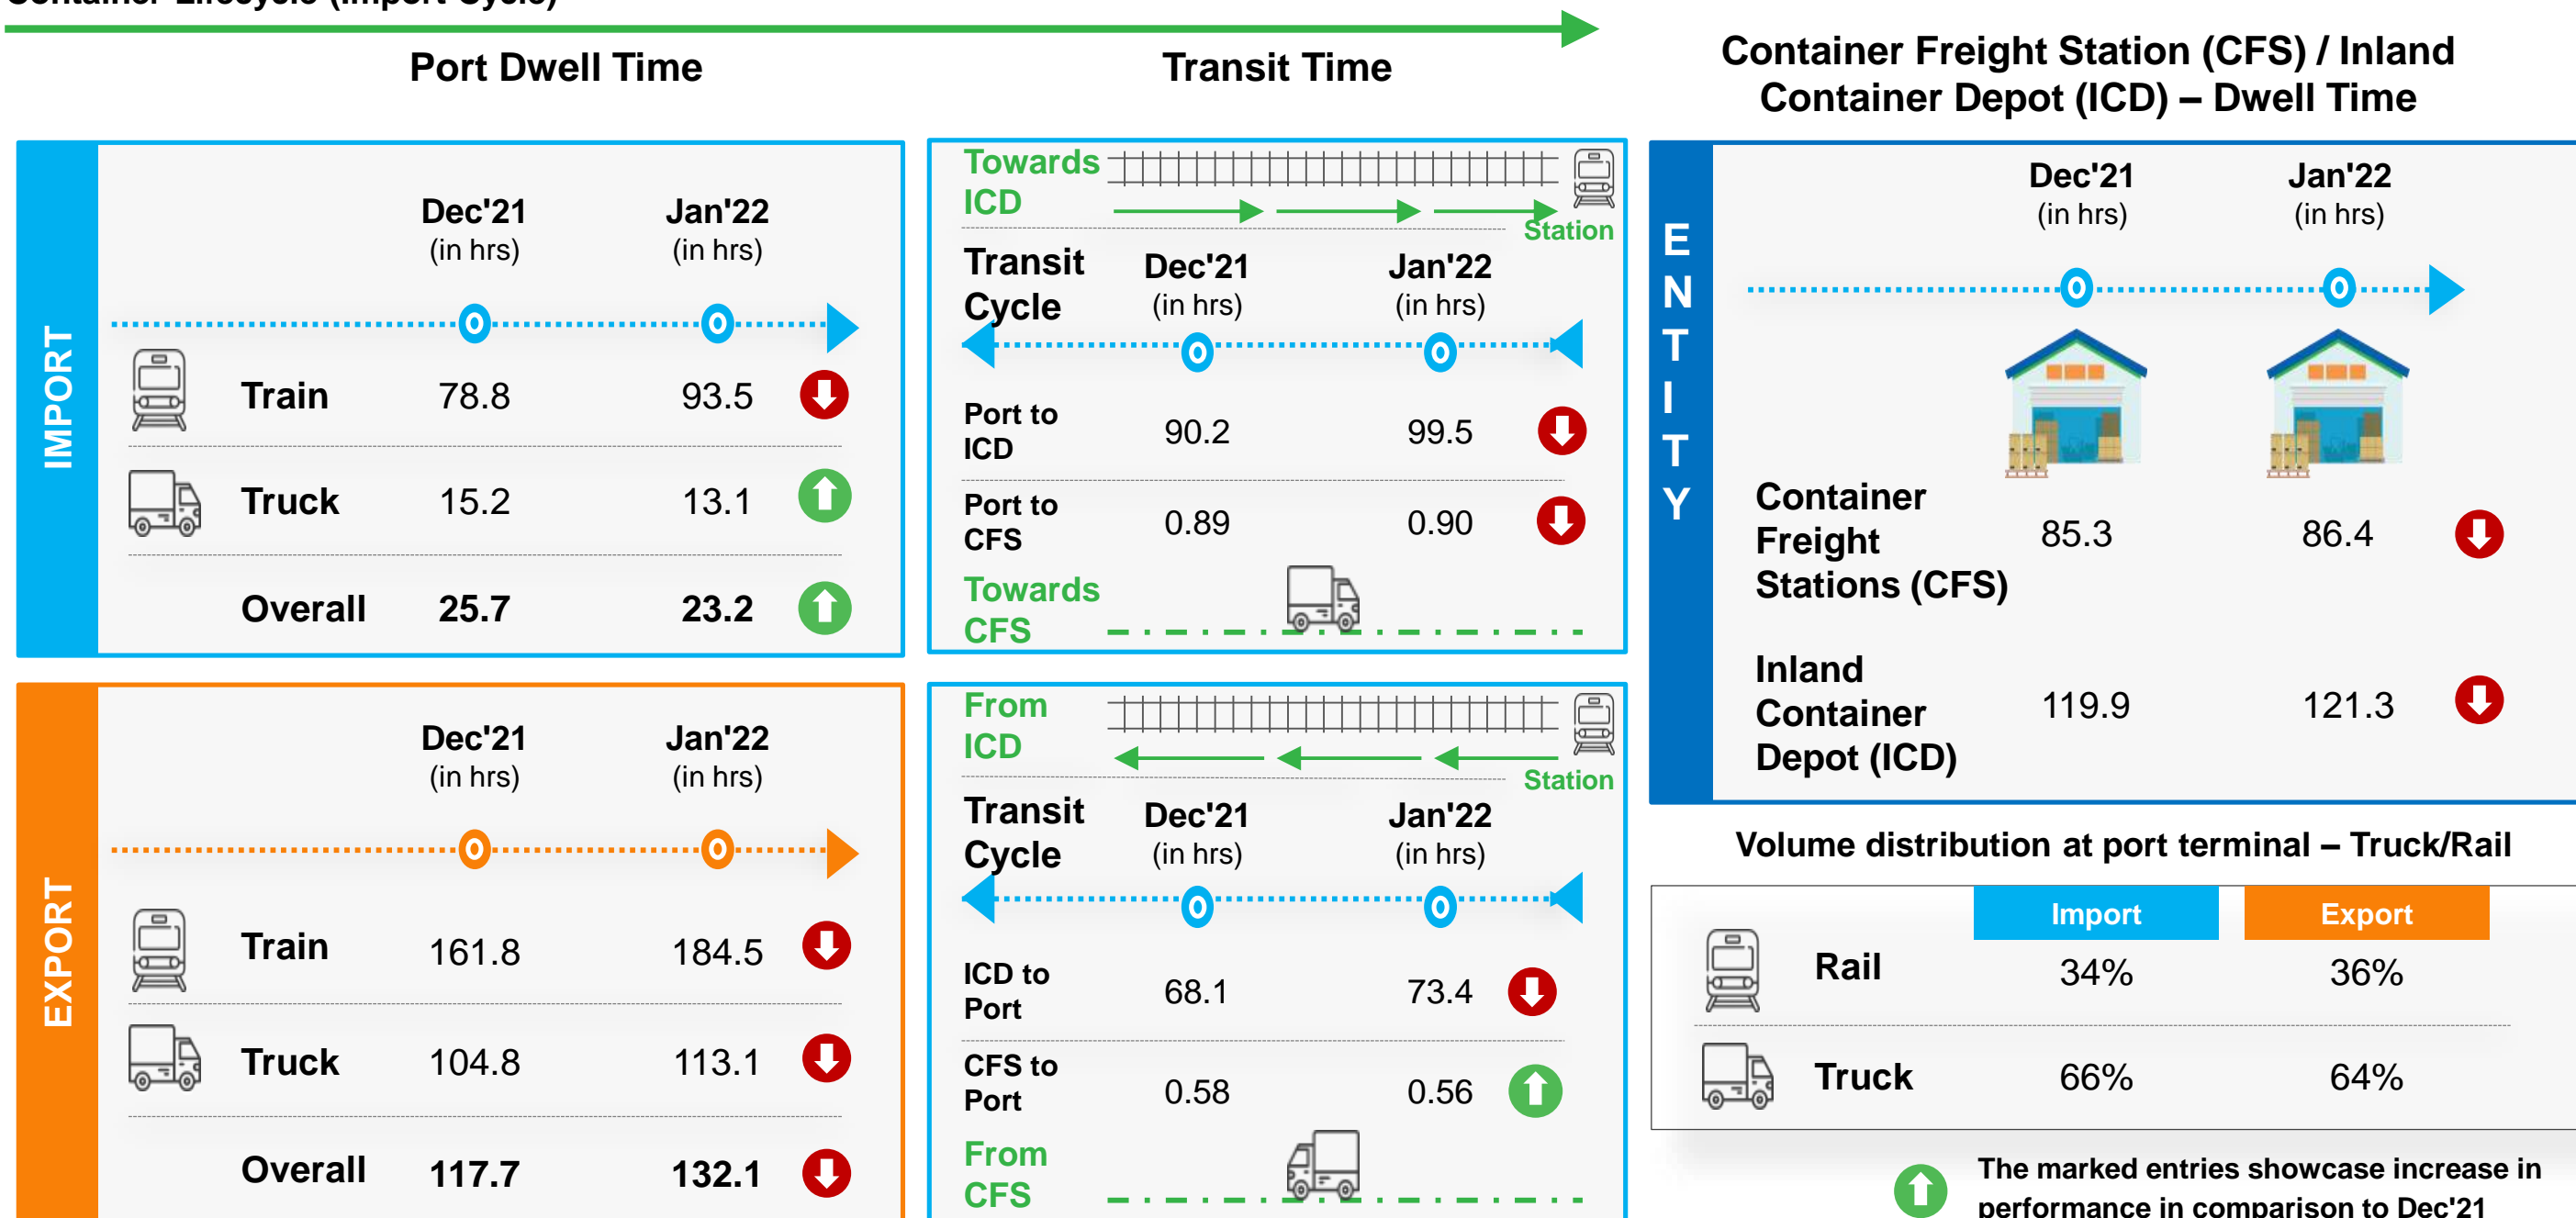 Container Lifecycle (Import Cycle)
Port Dwell Time
Transit Time
Container Freight Station (CFS) / Inland
Container Depot (ICD) – Dwell Time
IMPORT
Dec'21 Jan'22
(in hrs) (in hrs)
Train 78.8 93.5
Truck 15.2 13.1
Overall 25.7 23.2
Towards
ICD
Station
Transit Dec'21 Jan'22
Cycle (in hrs) (in hrs)
Port to
ICD 90.2 99.5
Port to
CFS 0.89 0.90
Towards
CFS
ENTITY
Dec'21 Jan'22
(in hrs) (in hrs)
Container
Freight 85.3 86.4
Stations (CFS)
Inland
Container 119.9 121.3
Depot (ICD)
EXPORT
Dec'21 Jan'22
(in hrs) (in hrs)
Train 161.8 184.5
Truck 104.8 113.1
Overall 117.7 132.1
From
ICD
Station
Transit Dec'21 Jan'22
Cycle (in hrs) (in hrs)
ICD to
Port 68.1 73.4
CFS to
Port 0.58 0.56
From
CFS
Volume distribution at port terminal – Truck/Rail
Import Export
Rail 34% 36%
Truck 66% 64%
The marked entries showcase increase in
performance in comparison to Dec'21